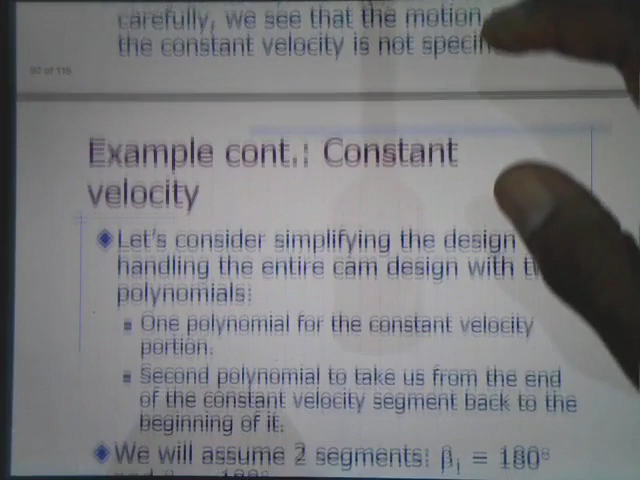 carefully, we see that the motion
the constant velocity is not
92 of 115
Example cont.: Constant
velocity
Let's consider simplifying the design
handling the entire cam design with
polynomials:
One polynomial for the constant velocity
portion.
Second polynomial to take us from the end
of the constant velocity segment back to the
beginning of it.
We will assume 2 segments: β₁ = 180°